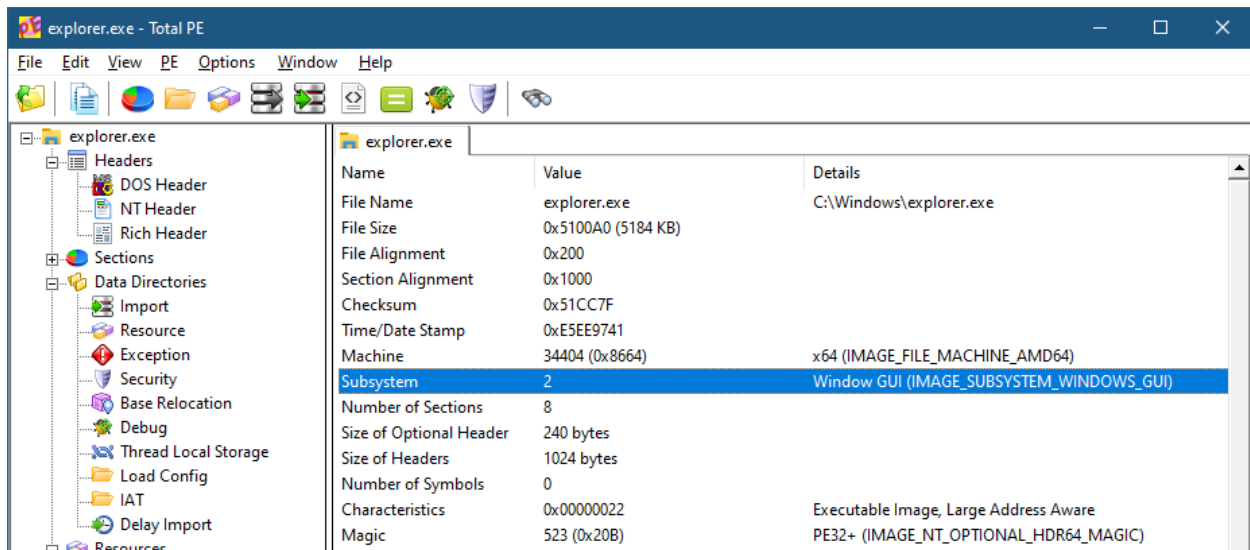 explorer.exe - Total PE
File Edit View PE Options Window Help
explorer.exe
Headers
DOS Header
NT Header
Rich Header
Sections
Data Directories
Import
Resource
Exception
Security
Base Relocation
Debug
Thread Local Storage
Load Config
IAT
Delay Import
Resources
explorer.exe
Name Value Details
File Name explorer.exe C:\Windows\explorer.exe
File Size 0x5100A0 (5184 KB)
File Alignment 0x200
Section Alignment 0x1000
Checksum 0x51CC7F
Time/Date Stamp 0xE5EE9741
Machine 34404 (0x8664) x64 (IMAGE_FILE_MACHINE_AMD64)
Subsystem 2 Window GUI (IMAGE_SUBSYSTEM_WINDOWS_GUI)
Number of Sections 8
Size of Optional Header 240 bytes
Size of Headers 1024 bytes
Number of Symbols 0
Characteristics 0x00000022 Executable Image, Large Address Aware
Magic 523 (0x20B) PE32+ (IMAGE_NT_OPTIONAL_HDR64_MAGIC)